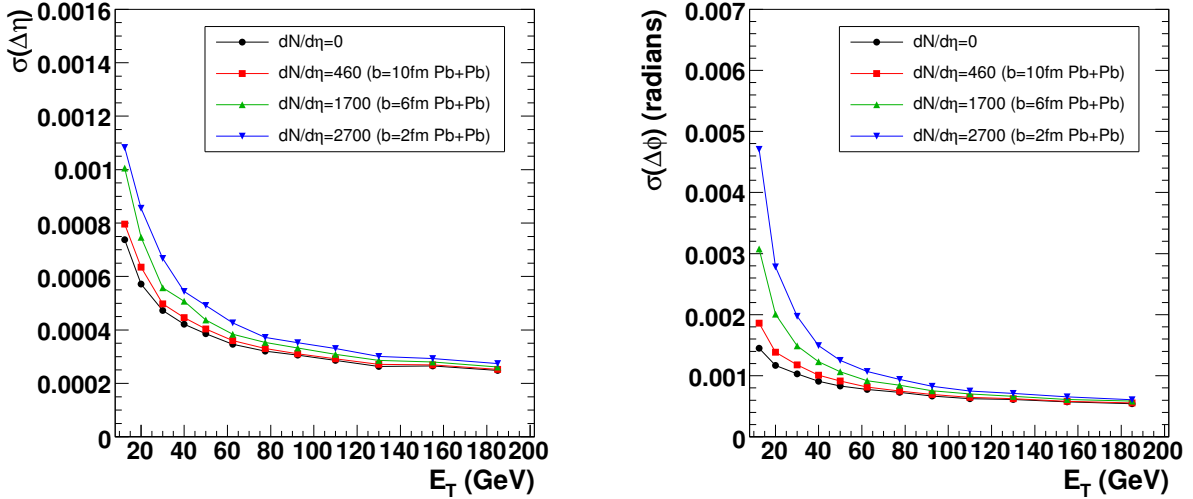 σ(Δη)
0.0016
0.0014
0.0012
0.001
0.0008
0.0006
0.0004
0.0002
0
dN/dη=0
dN/dη=460 (b=10fm Pb+Pb)
dN/dη=1700 (b=6fm Pb+Pb)
dN/dη=2700 (b=2fm Pb+Pb)
20 40 60 80 100 120 140 160 180 200
E_T (GeV)
σ(Δϕ) (radians)
0.007
0.006
0.005
0.004
0.003
0.002
0.001
0
dN/dη=0
dN/dη=460 (b=10fm Pb+Pb)
dN/dη=1700 (b=6fm Pb+Pb)
dN/dη=2700 (b=2fm Pb+Pb)
20 40 60 80 100 120 140 160 180 200
E_T (GeV)